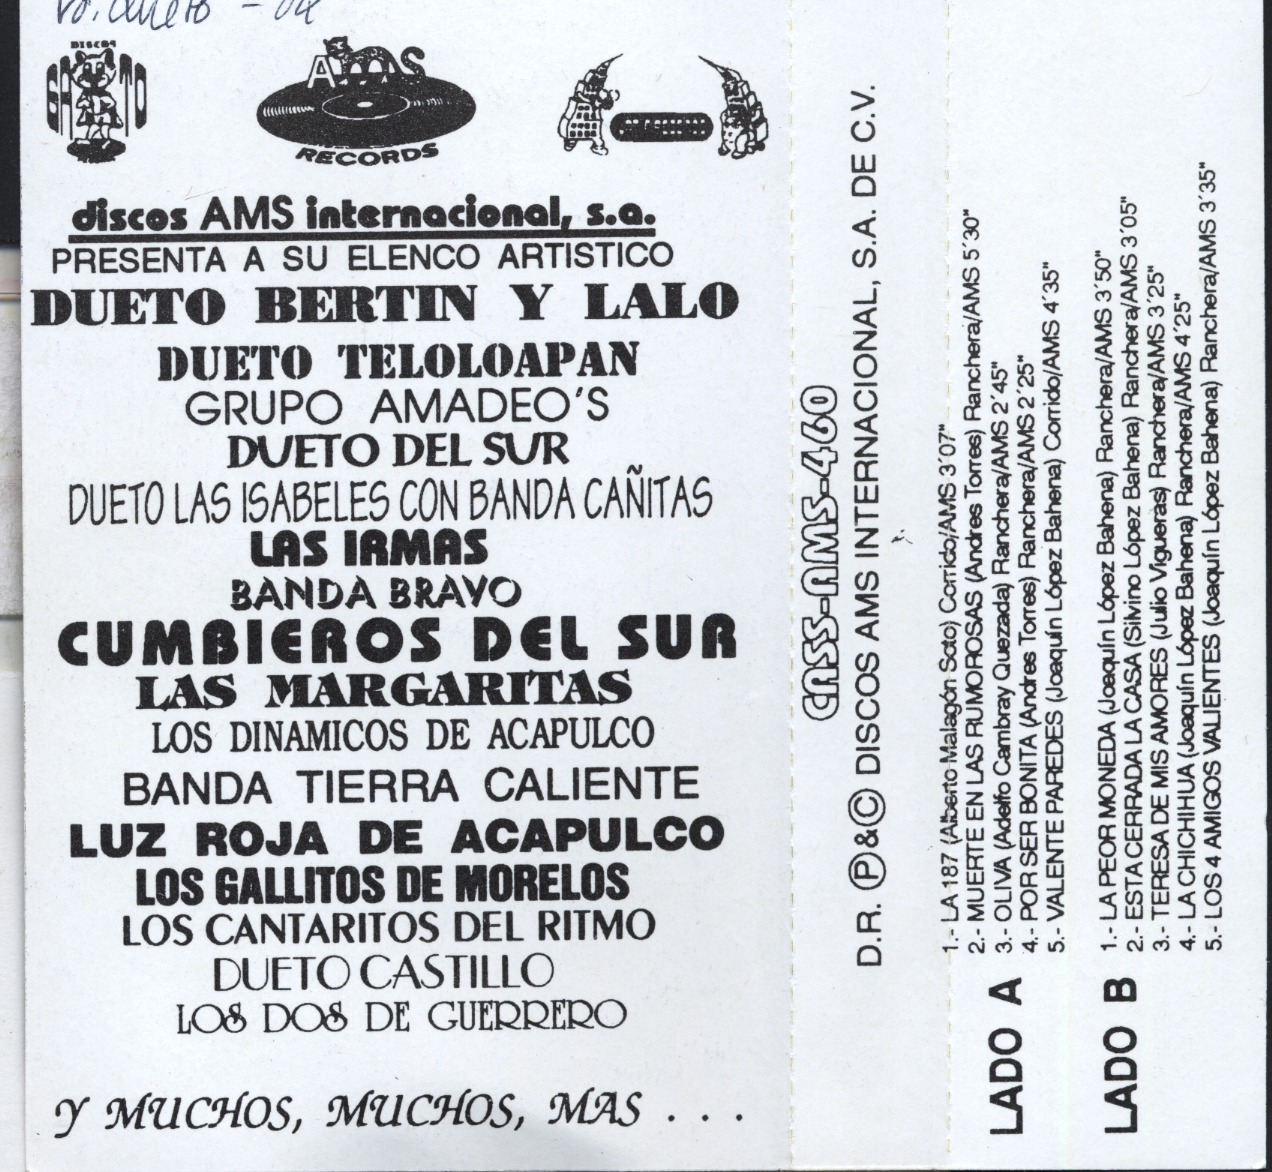 DISCOS
AMS
RECORDS
discos AMS internacional, s.a.
PRESENTA A SU ELENCO ARTISTICO
DUETO BERTIN Y LALO
DUETO TELOLOAPAN
GRUPO AMADEO´S
DUETO DEL SUR
DUETO LAS ISABELES CON BANDA CAÑITAS
LAS IRMAS
BANDA BRAVO
CUMBIEROS DEL SUR
LAS MARGARITAS
LOS DINAMICOS DE ACAPULCO
BANDA TIERRA CALIENTE
LUZ ROJA DE ACAPULCO
LOS GALLITOS DE MORELOS
LOS CANTARITOS DEL RITMO
DUETO CASTILLO
LOS DOS DE GUERRERO
Y MUCHOS, MUCHOS, MAS . . .
CASS-AMS-460
D.R. Ⓟ&© DISCOS AMS INTERNACIONAL, S.A. DE C.V.
LADO A
1.- LA 187 (Alberto Malagón Soto) Corrido/AMS 3´07"
2.- MUERTE EN LAS RUMOROSAS (Andres Torres) Ranchera/AMS 5´30"
3.- OLIVA (Adelfo Cambray Quezada) Ranchera/AMS 2´45"
4.- POR SER BONITA (Andres Torres) Ranchera/AMS 2´25"
5.- VALENTE PAREDES (Joaquín López Bahena) Corrido/AMS 4´35"
LADO B
1.- LA PEOR MONEDA (Joaquín López Bahena) Ranchera/AMS 3´50"
2.- ESTA CERRADA LA CASA (Silvino López Bahena) Ranchera/AMS 3´05"
3.- TERESA DE MIS AMORES (Julio Vigueras) Ranchera/AMS 3´25"
4.- LA CHICHIHUA (Joaquín López Bahena) Ranchera/AMS 4´25"
5.- LOS 4 AMIGOS VALIENTES (Joaquín López Bahena) Ranchera/AMS 3´35"